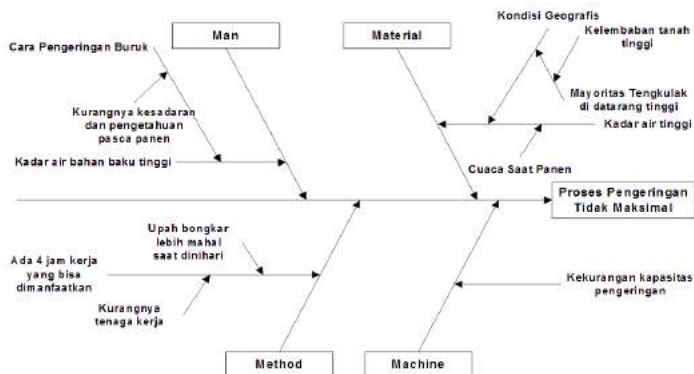 Kondisi Geografis
Man
Material
Kelembaban tanah
tinggi
Cara Pengeringan Buruk
Mayoritas Tengkulak
di datarang tinggi
Kurangnya kesadaran
dan pengetahuan
pasca panen
Kadar air tinggi
Kadar air bahan baku tinggi
Cuaca Saat Panen
Proses Pengeringan
Tidak Maksimal
Upah bongkar
lebih mahal
saat dinihari
Ada 4 jam kerja
yang bisa
dimanfaatkan
Kekurangan kapasitas
pengeringan
Kurangnya
tenaga kerja
Method
Machine